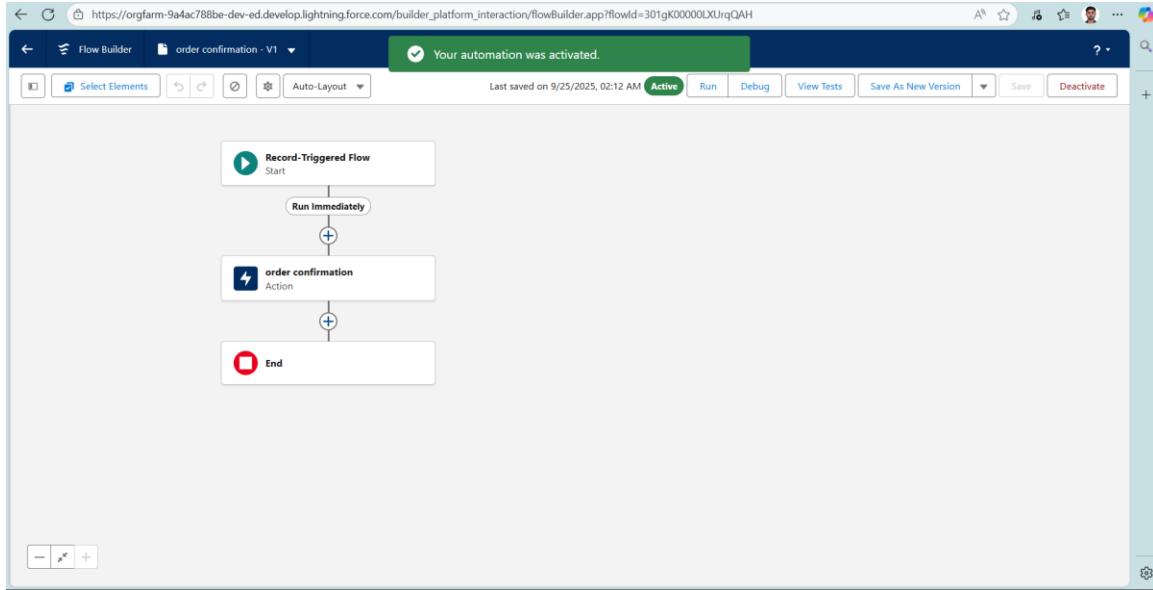 https://orgfarm-9a4ac788be-dev-ed.develop.lightning.force.com/builder_platform_interaction/flowBuilder.app?flowId=301gK00000LXUrqQAH
Flow Builder order confirmation - V1 Your automation was activated. ?
Select Elements Auto-Layout Last saved on 9/25/2025, 02:12 AM Active Run Debug View Tests Save As New Version Save Deactivate
Record-Triggered Flow
Start
Run Immediately
order confirmation
Action
End